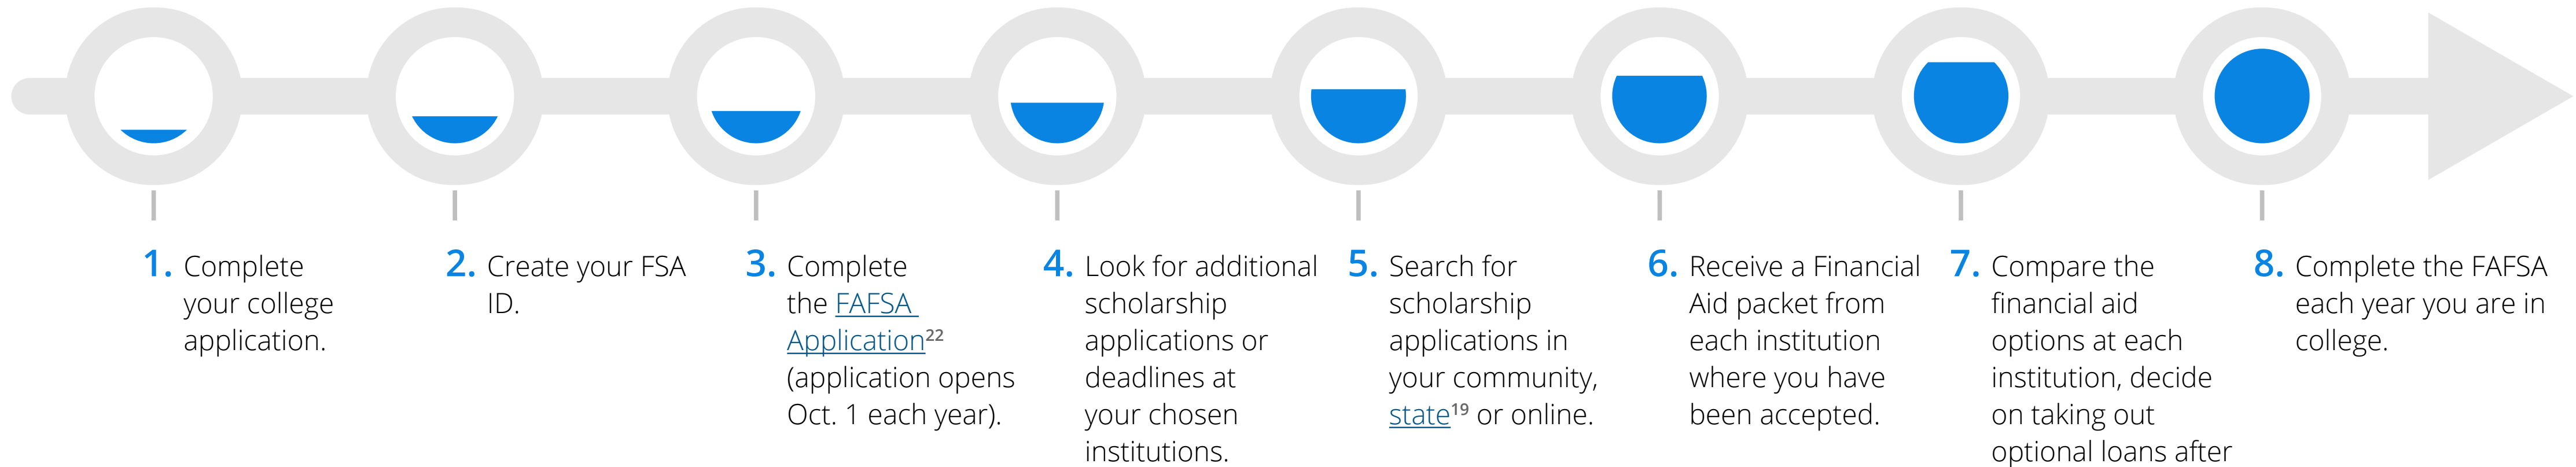 1. Complete
your college
application.
2. Create your FSA
ID.
3. Complete
the FAFSA
Application22
(application opens
Oct. 1 each year).
4. Look for additional
scholarship
applications or
deadlines at
your chosen
institutions.
5. Search for
scholarship
applications in
your community,
state19 or online.
6. Receive a Financial
Aid packet from
each institution
where you have
been accepted.
7. Compare the
financial aid
options at each
institution, decide
on taking out
optional loans after
8. Complete the FAFSA
each year you are in
college.